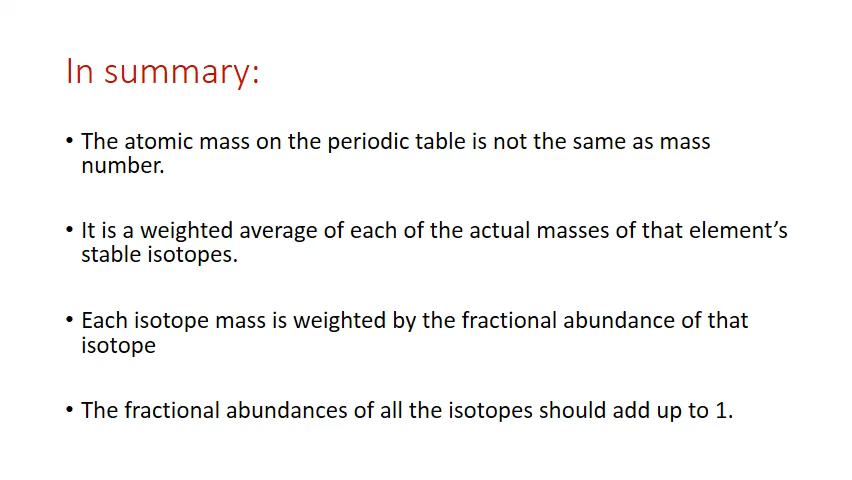 In summary:
• The atomic mass on the periodic table is not the same as mass
number.
• It is a weighted average of each of the actual masses of that element’s
stable isotopes.
• Each isotope mass is weighted by the fractional abundance of that
isotope
• The fractional abundances of all the isotopes should add up to 1.